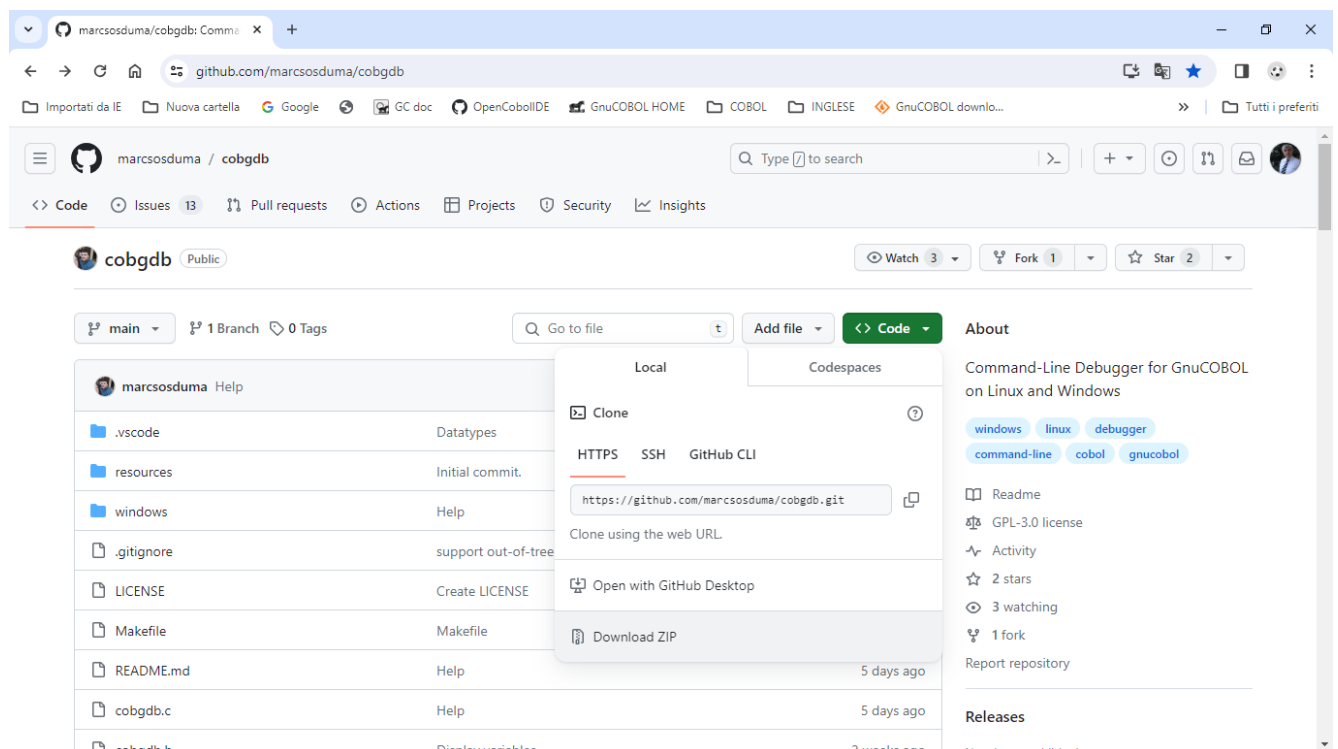 marcsosduma/cobgdb: Comma
github.com/marcsosduma/cobgdb
Importati da IE Nuova cartella Google GC doc OpenCobolIDE GnuCOBOL HOME COBOL INGLESE GnuCOBOL downlo... » Tutti i preferiti
marcsosduma / cobgdb Type / to search
Code Issues 13 Pull requests Actions Projects Security Insights
cobgdb Public Watch 3 Fork 1 Star 2
main 1 Branch 0 Tags Go to file t Add file Code
marcsosduma Help
.vscode Datatypes
resources Initial commit.
windows Help
.gitignore support out-of-tree
LICENSE Create LICENSE
Makefile Makefile
README.md Help 5 days ago
cobgdb.c Help 5 days ago
Local Codespaces
Clone
HTTPS SSH GitHub CLI
https://github.com/marcsosduma/cobgdb.git
Clone using the web URL.
Open with GitHub Desktop
Download ZIP
About
Command-Line Debugger for GnuCOBOL
on Linux and Windows
windows linux debugger
command-line cobol gnucobol
Readme
GPL-3.0 license
Activity
2 stars
3 watching
1 fork
Report repository
Releases